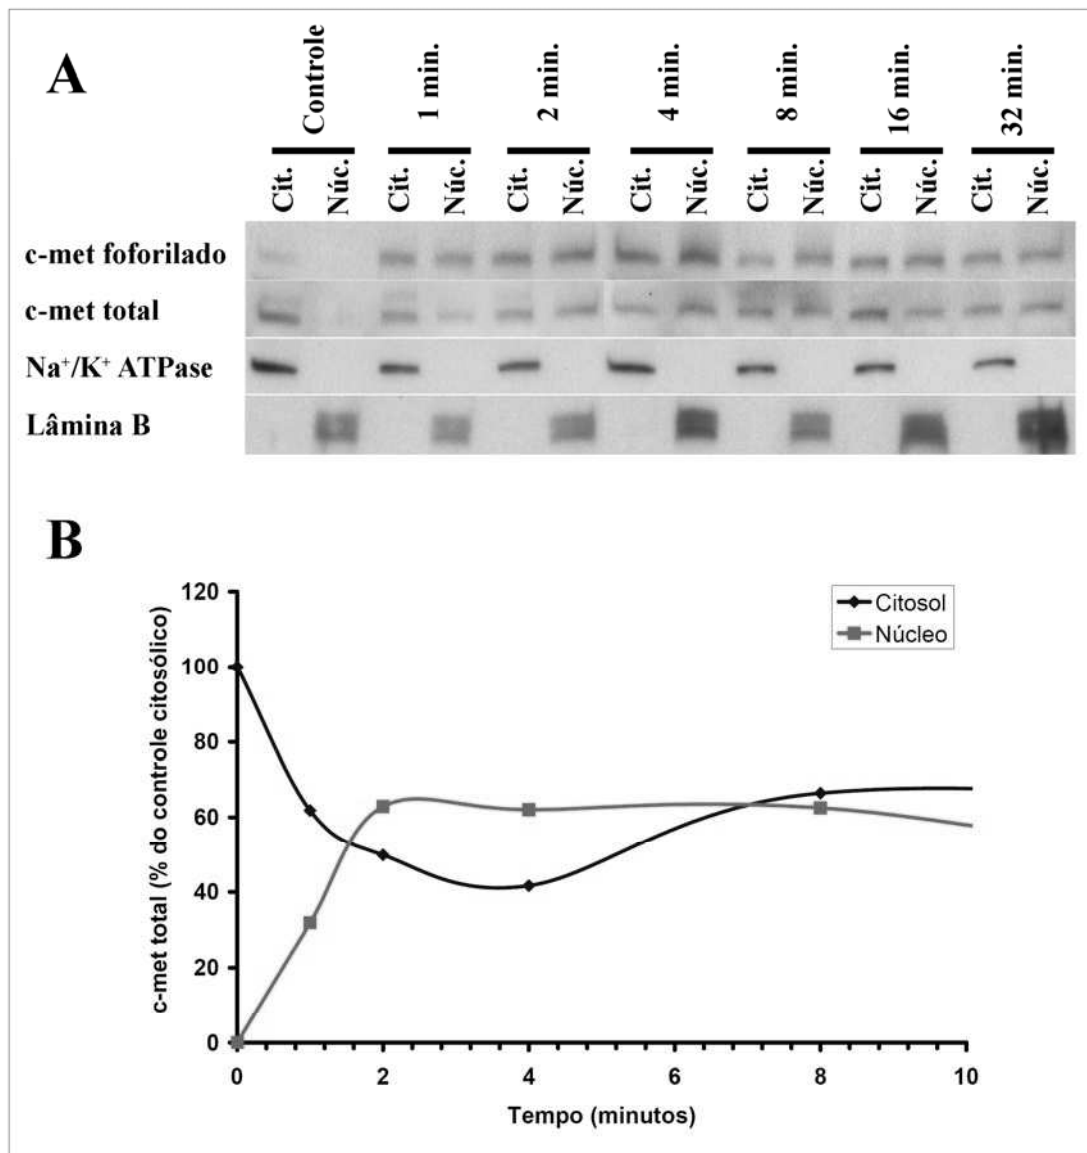 A
Controle
1 min.
2 min.
4 min.
8 min.
16 min.
32 min.
Cit. Núc. Cit. Núc. Cit. Núc. Cit. Núc. Cit. Núc. Cit. Núc. Cit. Núc.
c-met foforilado
c-met total
Na⁺/K⁺ ATPase
Lâmina B
B
120
100
80
60
40
20
0
c-met total (% do controle citosólico)
Citosol
Núcleo
0 2 4 6 8 10
Tempo (minutos)